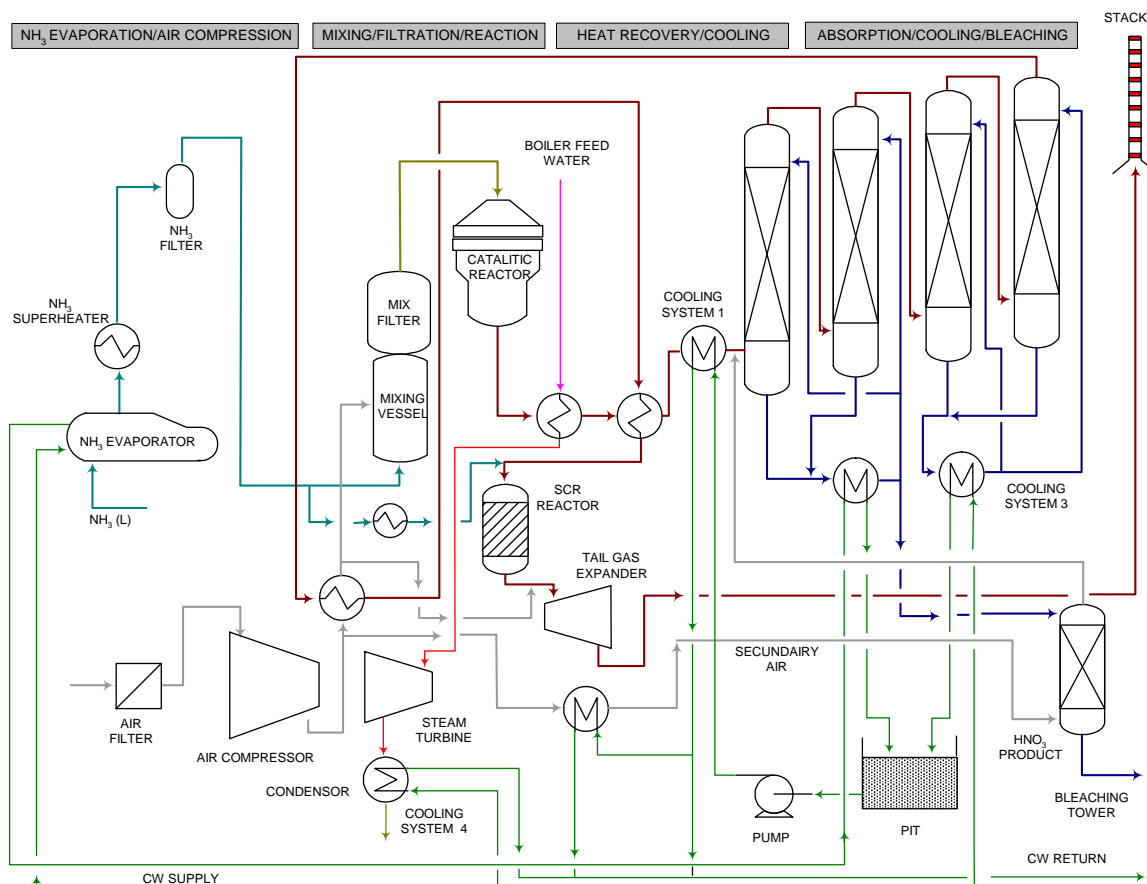 STACK
NH3 EVAPORATION/AIR COMPRESSION
MIXING/FILTRATION/REACTION
HEAT RECOVERY/COOLING
ABSORPTION/COOLING/BLEACHING
BOILER FEED
WATER
NH3
FILTER
CATALITIC
REACTOR
NH3
SUPERHEATER
MIX
FILTER
COOLING
SYSTEM 1
MIXING
VESSEL
NH3 EVAPORATOR
NH3 (L)
SCR
REACTOR
COOLING
SYSTEM 3
TAIL GAS
EXPANDER
SECUNDAIRY
AIR
AIR
FILTER
AIR COMPRESSOR
STEAM
TURBINE
HNO3
PRODUCT
CONDENSOR
COOLING
SYSTEM 4
PUMP
PIT
BLEACHING
TOWER
CW SUPPLY
CW RETURN